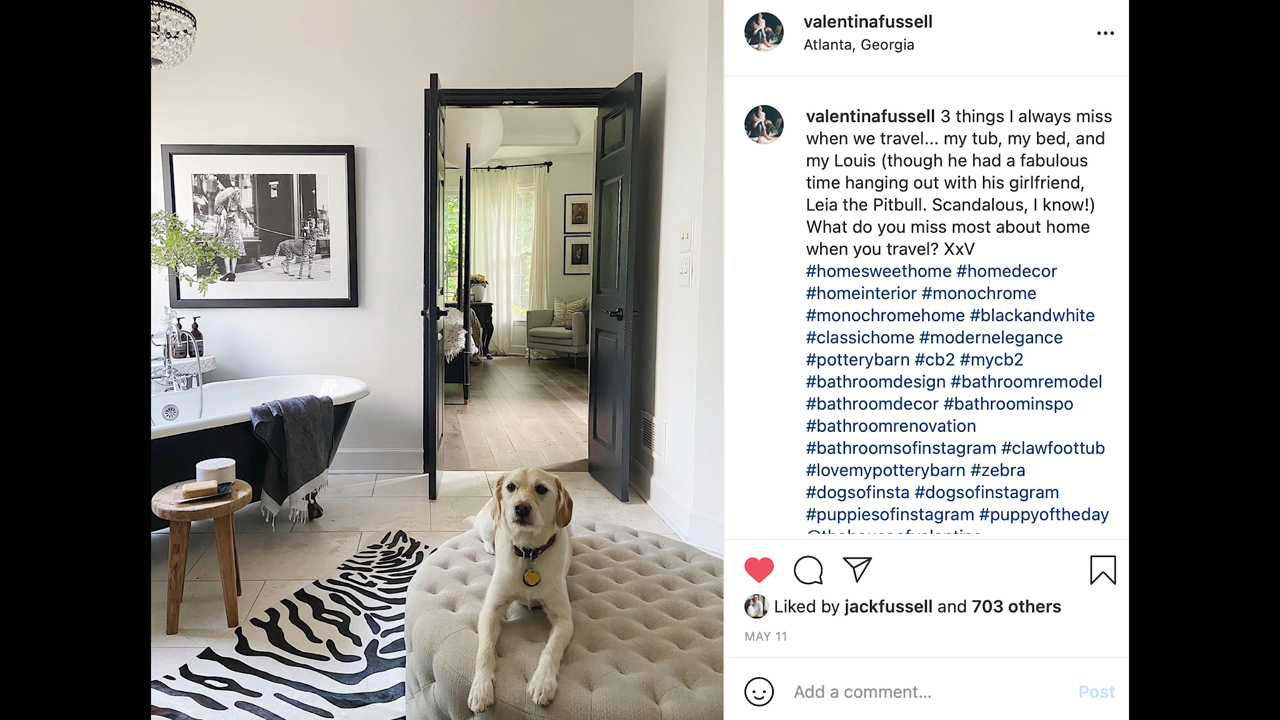 valentinafussell
Atlanta, Georgia
valentinafussell 3 things I always miss
when we travel... my tub, my bed, and
my Louis (though he had a fabulous
time hanging out with his girlfriend,
Leia the Pitbull. Scandalous, I know!)
What do you miss most about home
when you travel? XxV
#homesweethome #homedecor
#homeinterior #monochrome
#monochromehome #blackandwhite
#classichome #modernelegance
#potterybarn #cb2 #mycb2
#bathroomdesign #bathroomremodel
#bathroomdecor #bathroominspo
#bathroomrenovation
#bathroomsofinstagram #clawfoottub
#lovemypotterybarn #zebra
#dogsofinsta #dogsofinstagram
#puppiesofinstagram #puppyoftheday
Liked by jackfussell and 703 others
MAY 11
Add a comment... Post